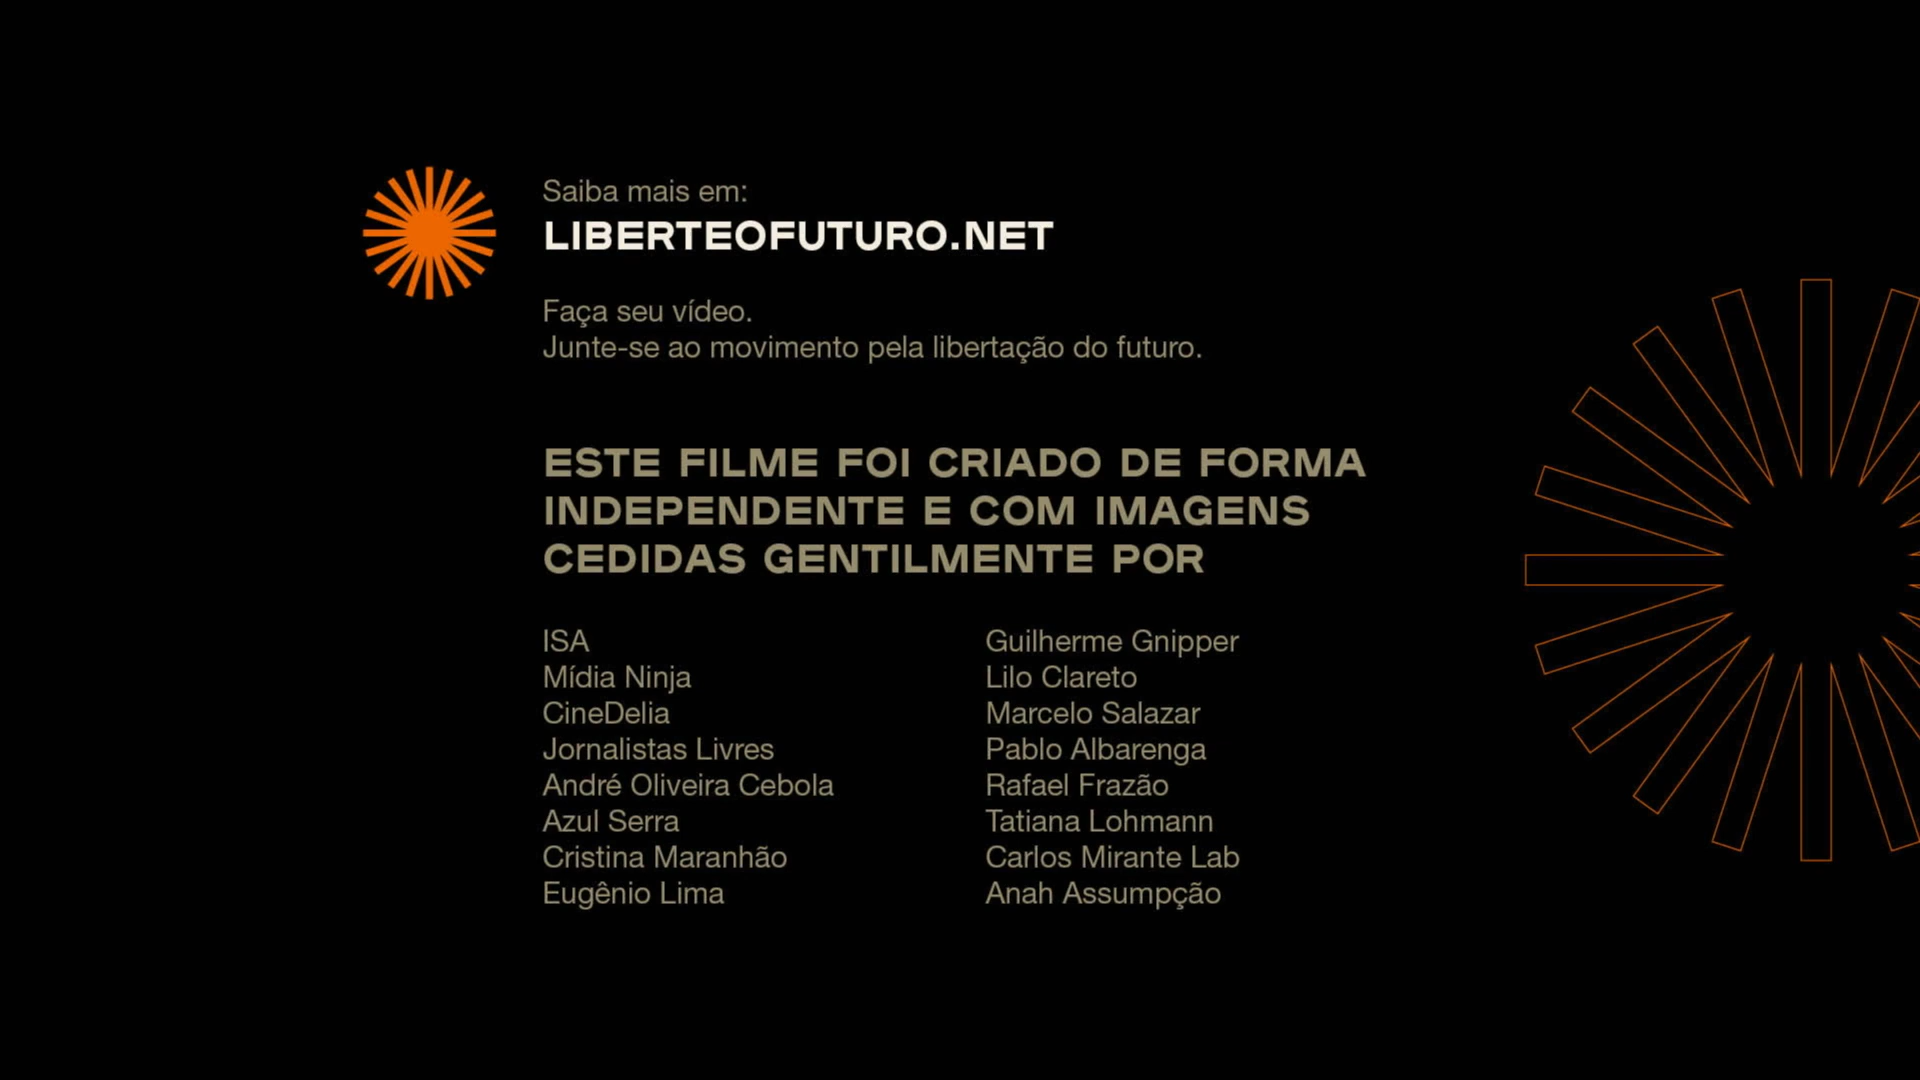 Saiba mais em:
LIBERTEOFUTURO.NET
Faça seu vídeo.
Junte-se ao movimento pela libertação do futuro.
ESTE FILME FOI CRIADO DE FORMA
INDEPENDENTE E COM IMAGENS
CEDIDAS GENTILMENTE POR
ISA
Mídia Ninja
CineDelia
Jornalistas Livres
André Oliveira Cebola
Azul Serra
Cristina Maranhão
Eugênio Lima
Guilherme Gnipper
Lilo Clareto
Marcelo Salazar
Pablo Albarenga
Rafael Frazão
Tatiana Lohmann
Carlos Mirante Lab
Anah Assumpção